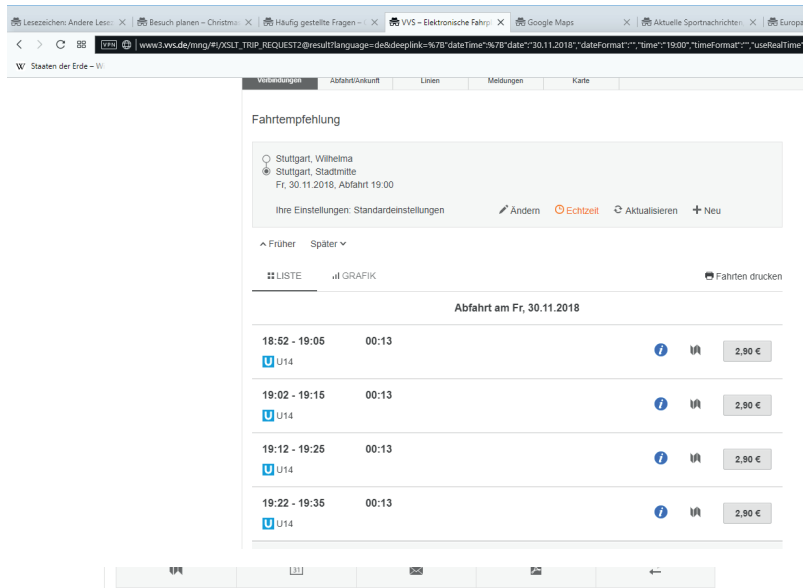 Lesezeichen: Andere Lese
Besuch planen – Christma
Häufig gestellte Fragen –
VVS – Elektronische Fahrpl
Google Maps
Aktuelle Sportnachrichten,
Europa
VPN www3.vvs.de/mng/#!/XSLT_TRIP_REQUEST2@result?language=de&deeplink=%7B"dateTime":%7B"date":"30.11.2018","dateFormat":"","time":"19:00","timeFormat":"","useRealTime"
W Staaten der Erde – W
Verbindungen Abfahrt/Ankunft Linien Meldungen Karte
Fahrtempfehlung
Stuttgart, Wilhelma
Stuttgart, Stadtmitte
Fr, 30.11.2018, Abfahrt 19:00
Ihre Einstellungen: Standardeinstellungen Ändern Echtzeit Aktualisieren Neu
Früher Später
LISTE GRAFIK Fahrten drucken
Abfahrt am Fr, 30.11.2018
18:52 - 19:05 00:13 2,90 €
U U14
19:02 - 19:15 00:13 2,90 €
U U14
19:12 - 19:25 00:13 2,90 €
U U14
19:22 - 19:35 00:13 2,90 €
U U14
31